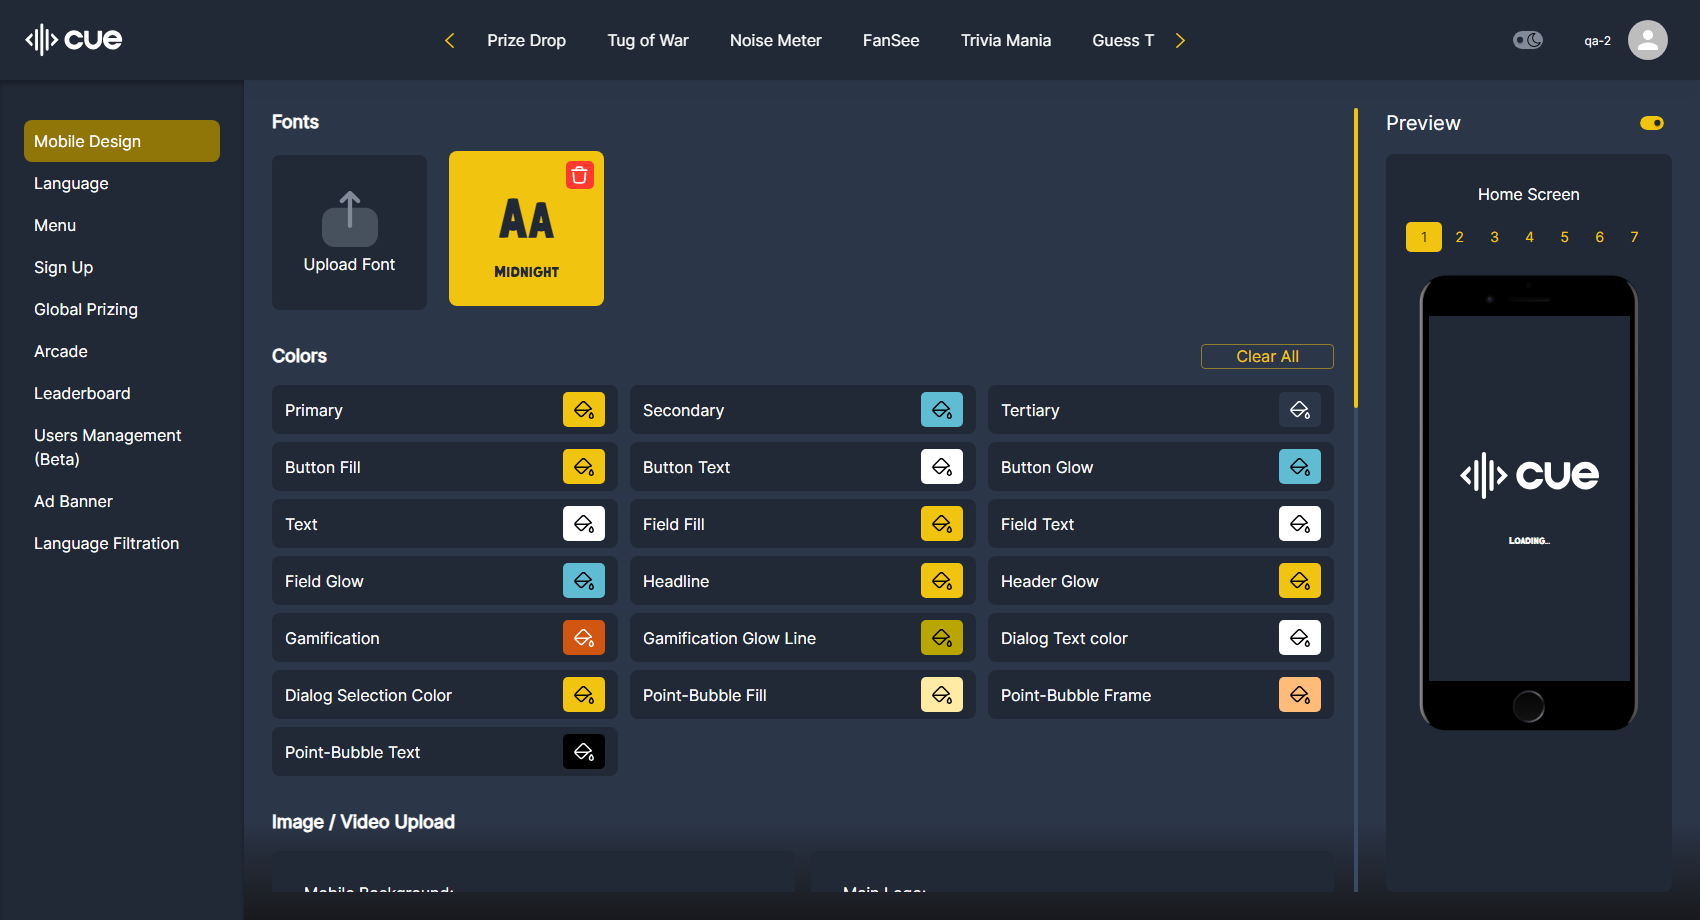 cue
Prize Drop Tug of War Noise Meter FanSee Trivia Mania Guess T
qa-2
Mobile Design
Language
Menu
Sign Up
Global Prizing
Arcade
Leaderboard
Users Management
(Beta)
Ad Banner
Language Filtration
Fonts
Upload Font
AA
MIDNIGHT
Colors
Clear All
Primary Secondary Tertiary
Button Fill Button Text Button Glow
Text Field Fill Field Text
Field Glow Headline Header Glow
Gamification Gamification Glow Line Dialog Text color
Dialog Selection Color Point-Bubble Fill Point-Bubble Frame
Point-Bubble Text
Image / Video Upload
Mobile Background: Main Logo:
Preview
Home Screen
1 2 3 4 5 6 7
cue
LOADING...